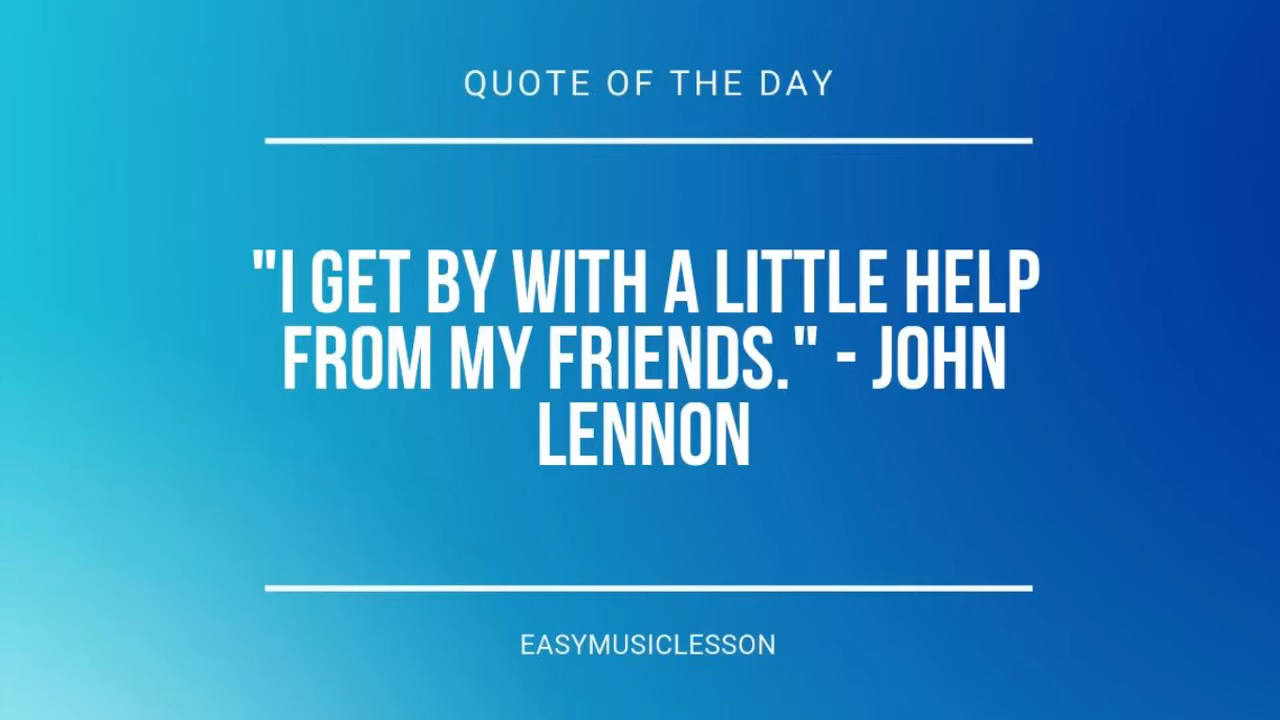 QUOTE OF THE DAY
"I GET BY WITH A LITTLE HELP
FROM MY FRIENDS." - JOHN
LENNON
EASYMUSICLESSON